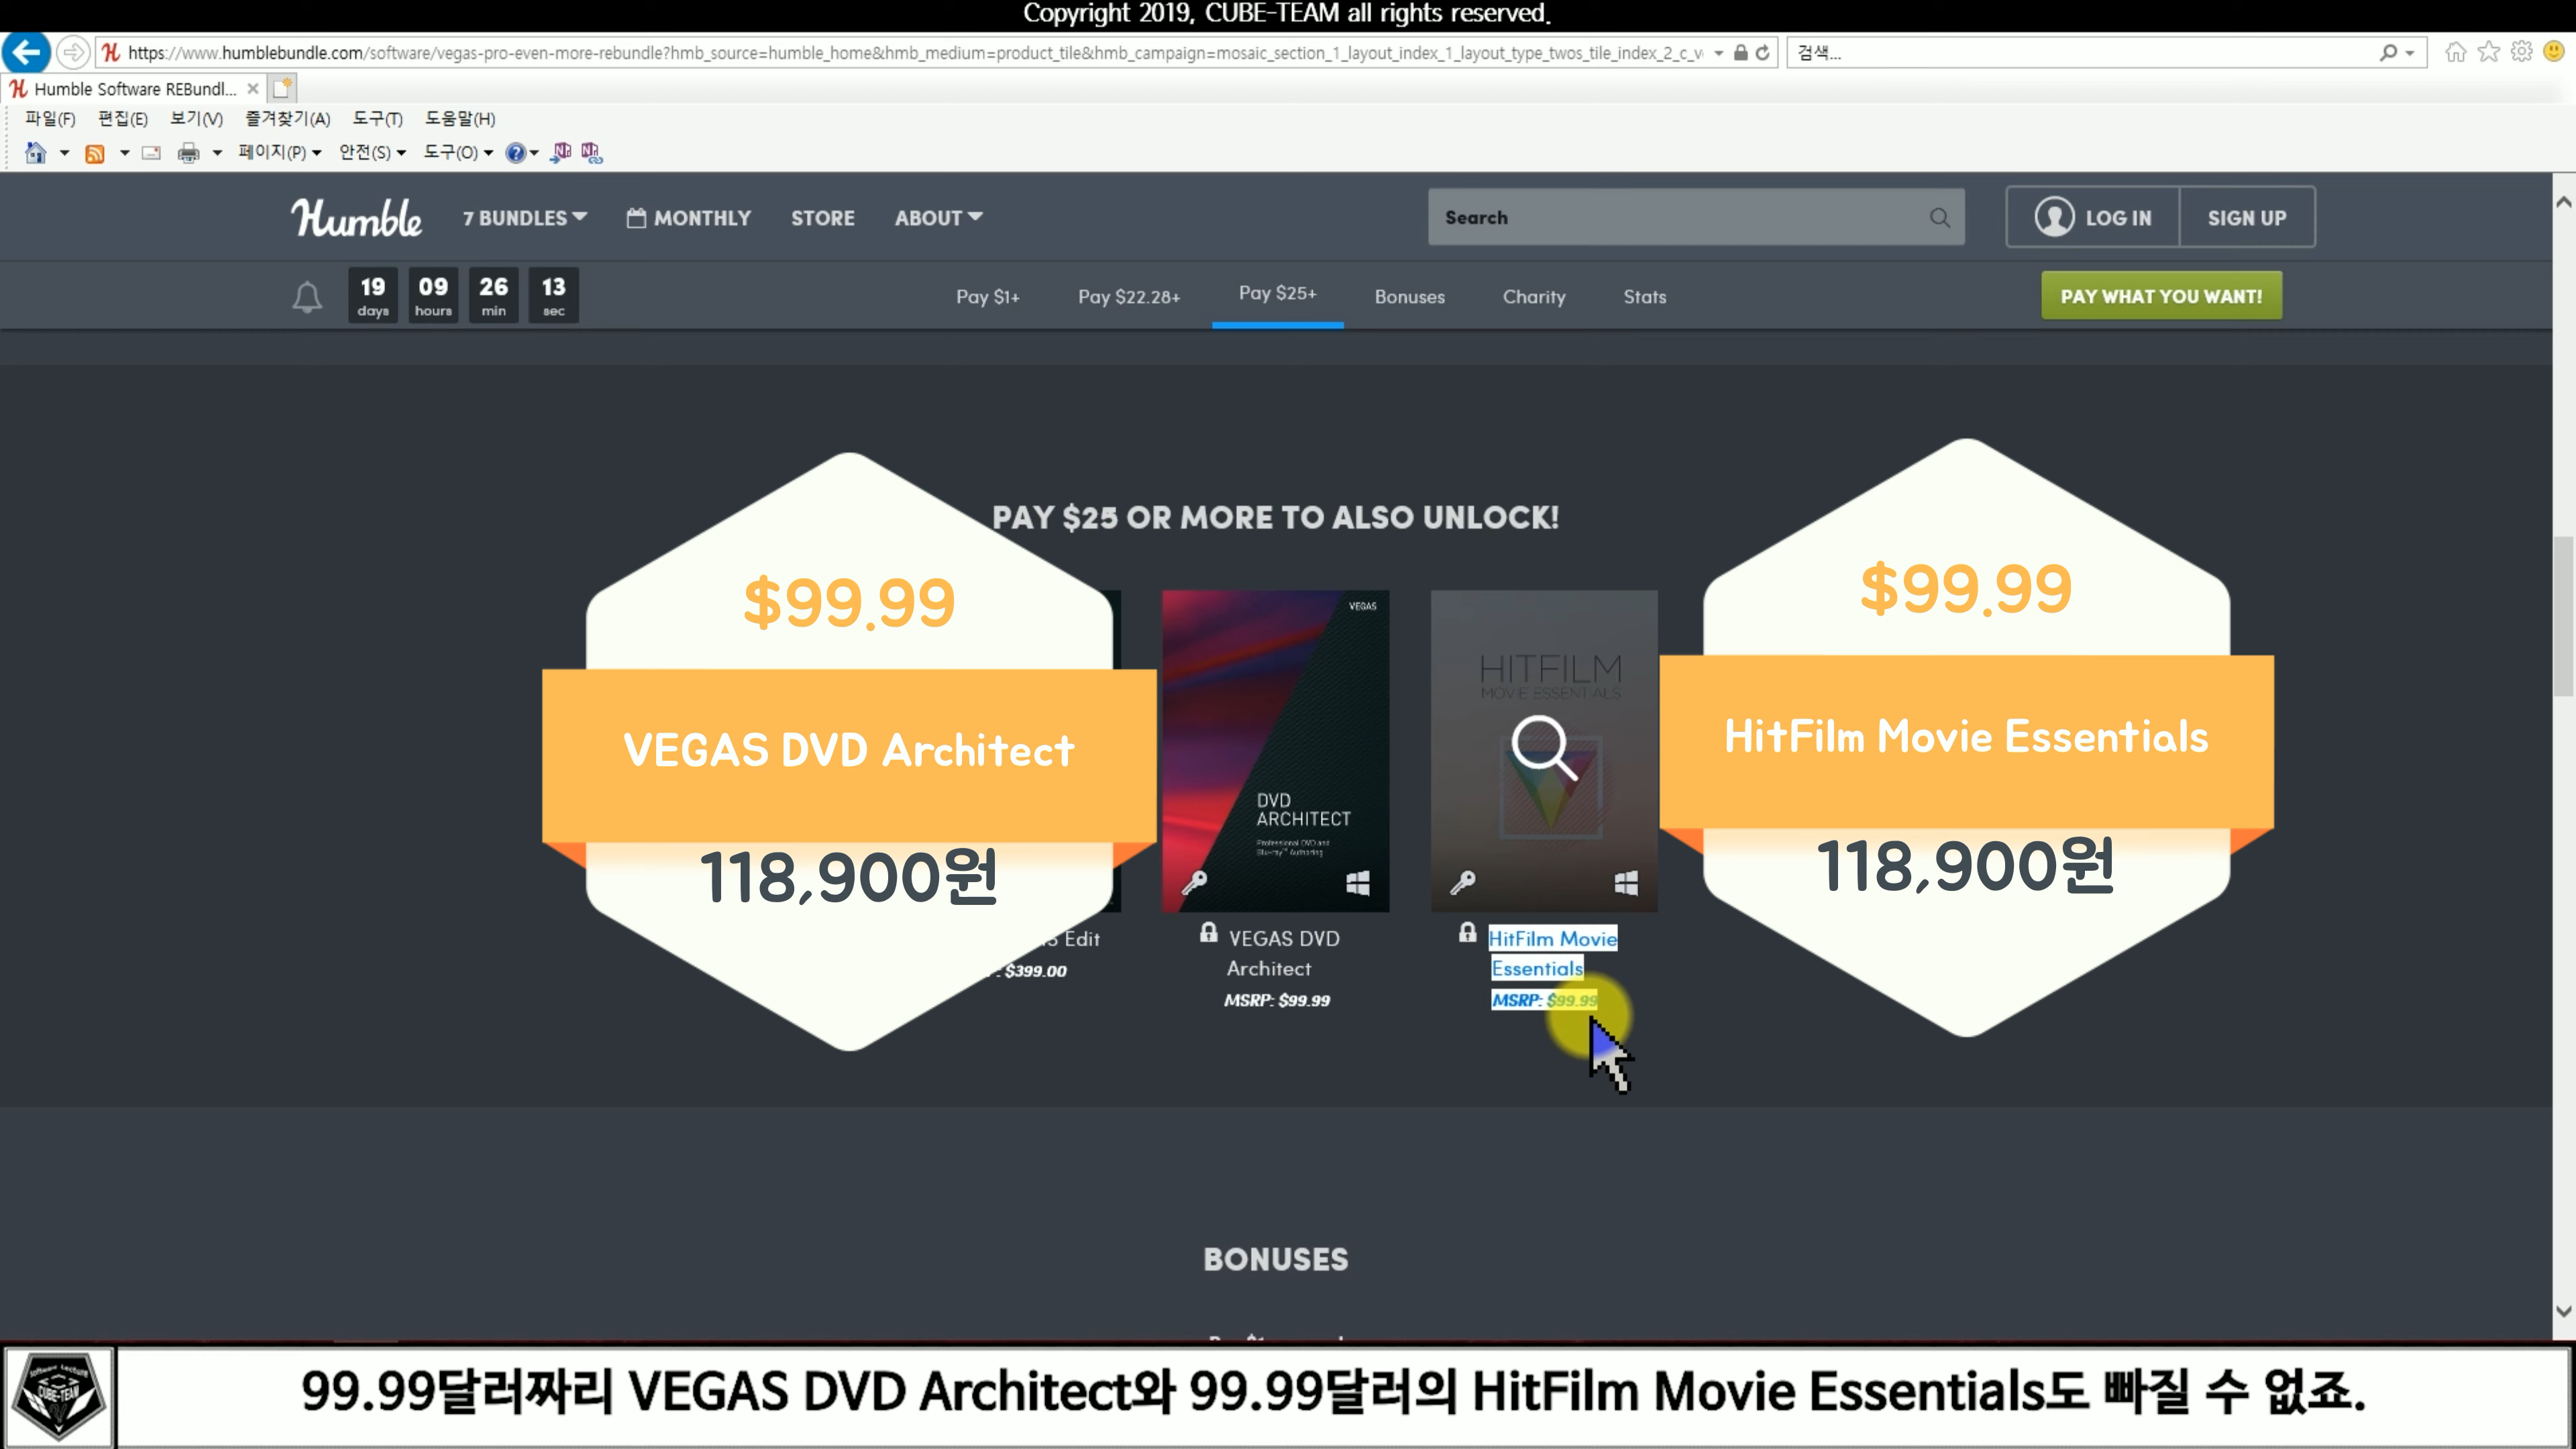 Copyright 2019, CUBE-TEAM all rights reserved.
https://www.humblebundle.com/software/vegas-pro-even-more-rebundle?hmb_source=humble_home&hmb_medium=product_tile&hmb_campaign=mosaic_section_1_layout_index_1_layout_type_twos_tile_index_2_c_v
검색...
Humble Software REBundl...
파일(F) 편집(E) 보기(V) 즐겨찾기(A) 도구(T) 도움말(H)
페이지(P) 안전(S) 도구(O)
Humble 7 BUNDLES MONTHLY STORE ABOUT Search LOG IN SIGN UP
19 09 26 13
days hours min sec
Pay $1+ Pay $22.28+ Pay $25+ Bonuses Charity Stats
PAY WHAT YOU WANT!
PAY $25 OR MORE TO ALSO UNLOCK!
$99.99
VEGAS DVD Architect
118,900원
VEGAS
DVD
ARCHITECT
Professional DVD and
Blu-ray™ Authoring
HITFILM
MOVIE ESSENTIALS
$99.99
HitFilm Movie Essentials
118,900원
Edit
$399.00
VEGAS DVD
Architect
MSRP: $99.99
HitFilm Movie
Essentials
MSRP: $99.99
BONUSES
CUBE-TEAM
99.99달러짜리 VEGAS DVD Architect와 99.99달러의 HitFilm Movie Essentials도 빠질 수 없죠.